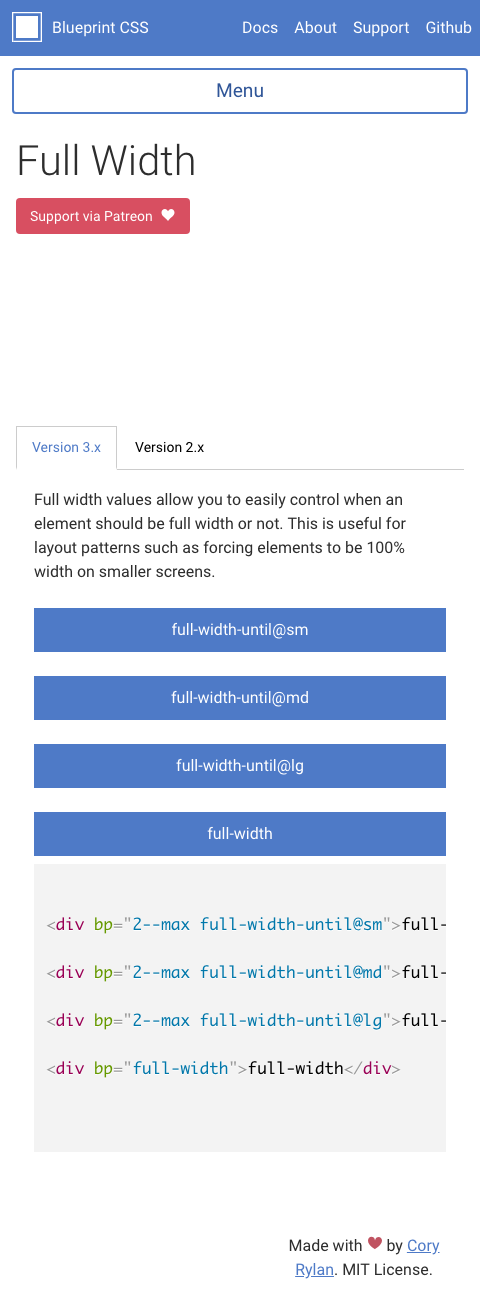 Blueprint CSS Docs About Support Github
Menu
Full Width
Support via Patreon
Version 3.x Version 2.x
Full width values allow you to easily control when an
element should be full width or not. This is useful for
layout patterns such as forcing elements to be 100%
width on smaller screens.
full-width-until@sm
full-width-until@md
full-width-until@lg
full-width
<div bp="2--max full-width-until@sm">full-
<div bp="2--max full-width-until@md">full-
<div bp="2--max full-width-until@lg">full-
<div bp="full-width">full-width</div>
Made with ♥ by Cory
Rylan. MIT License.